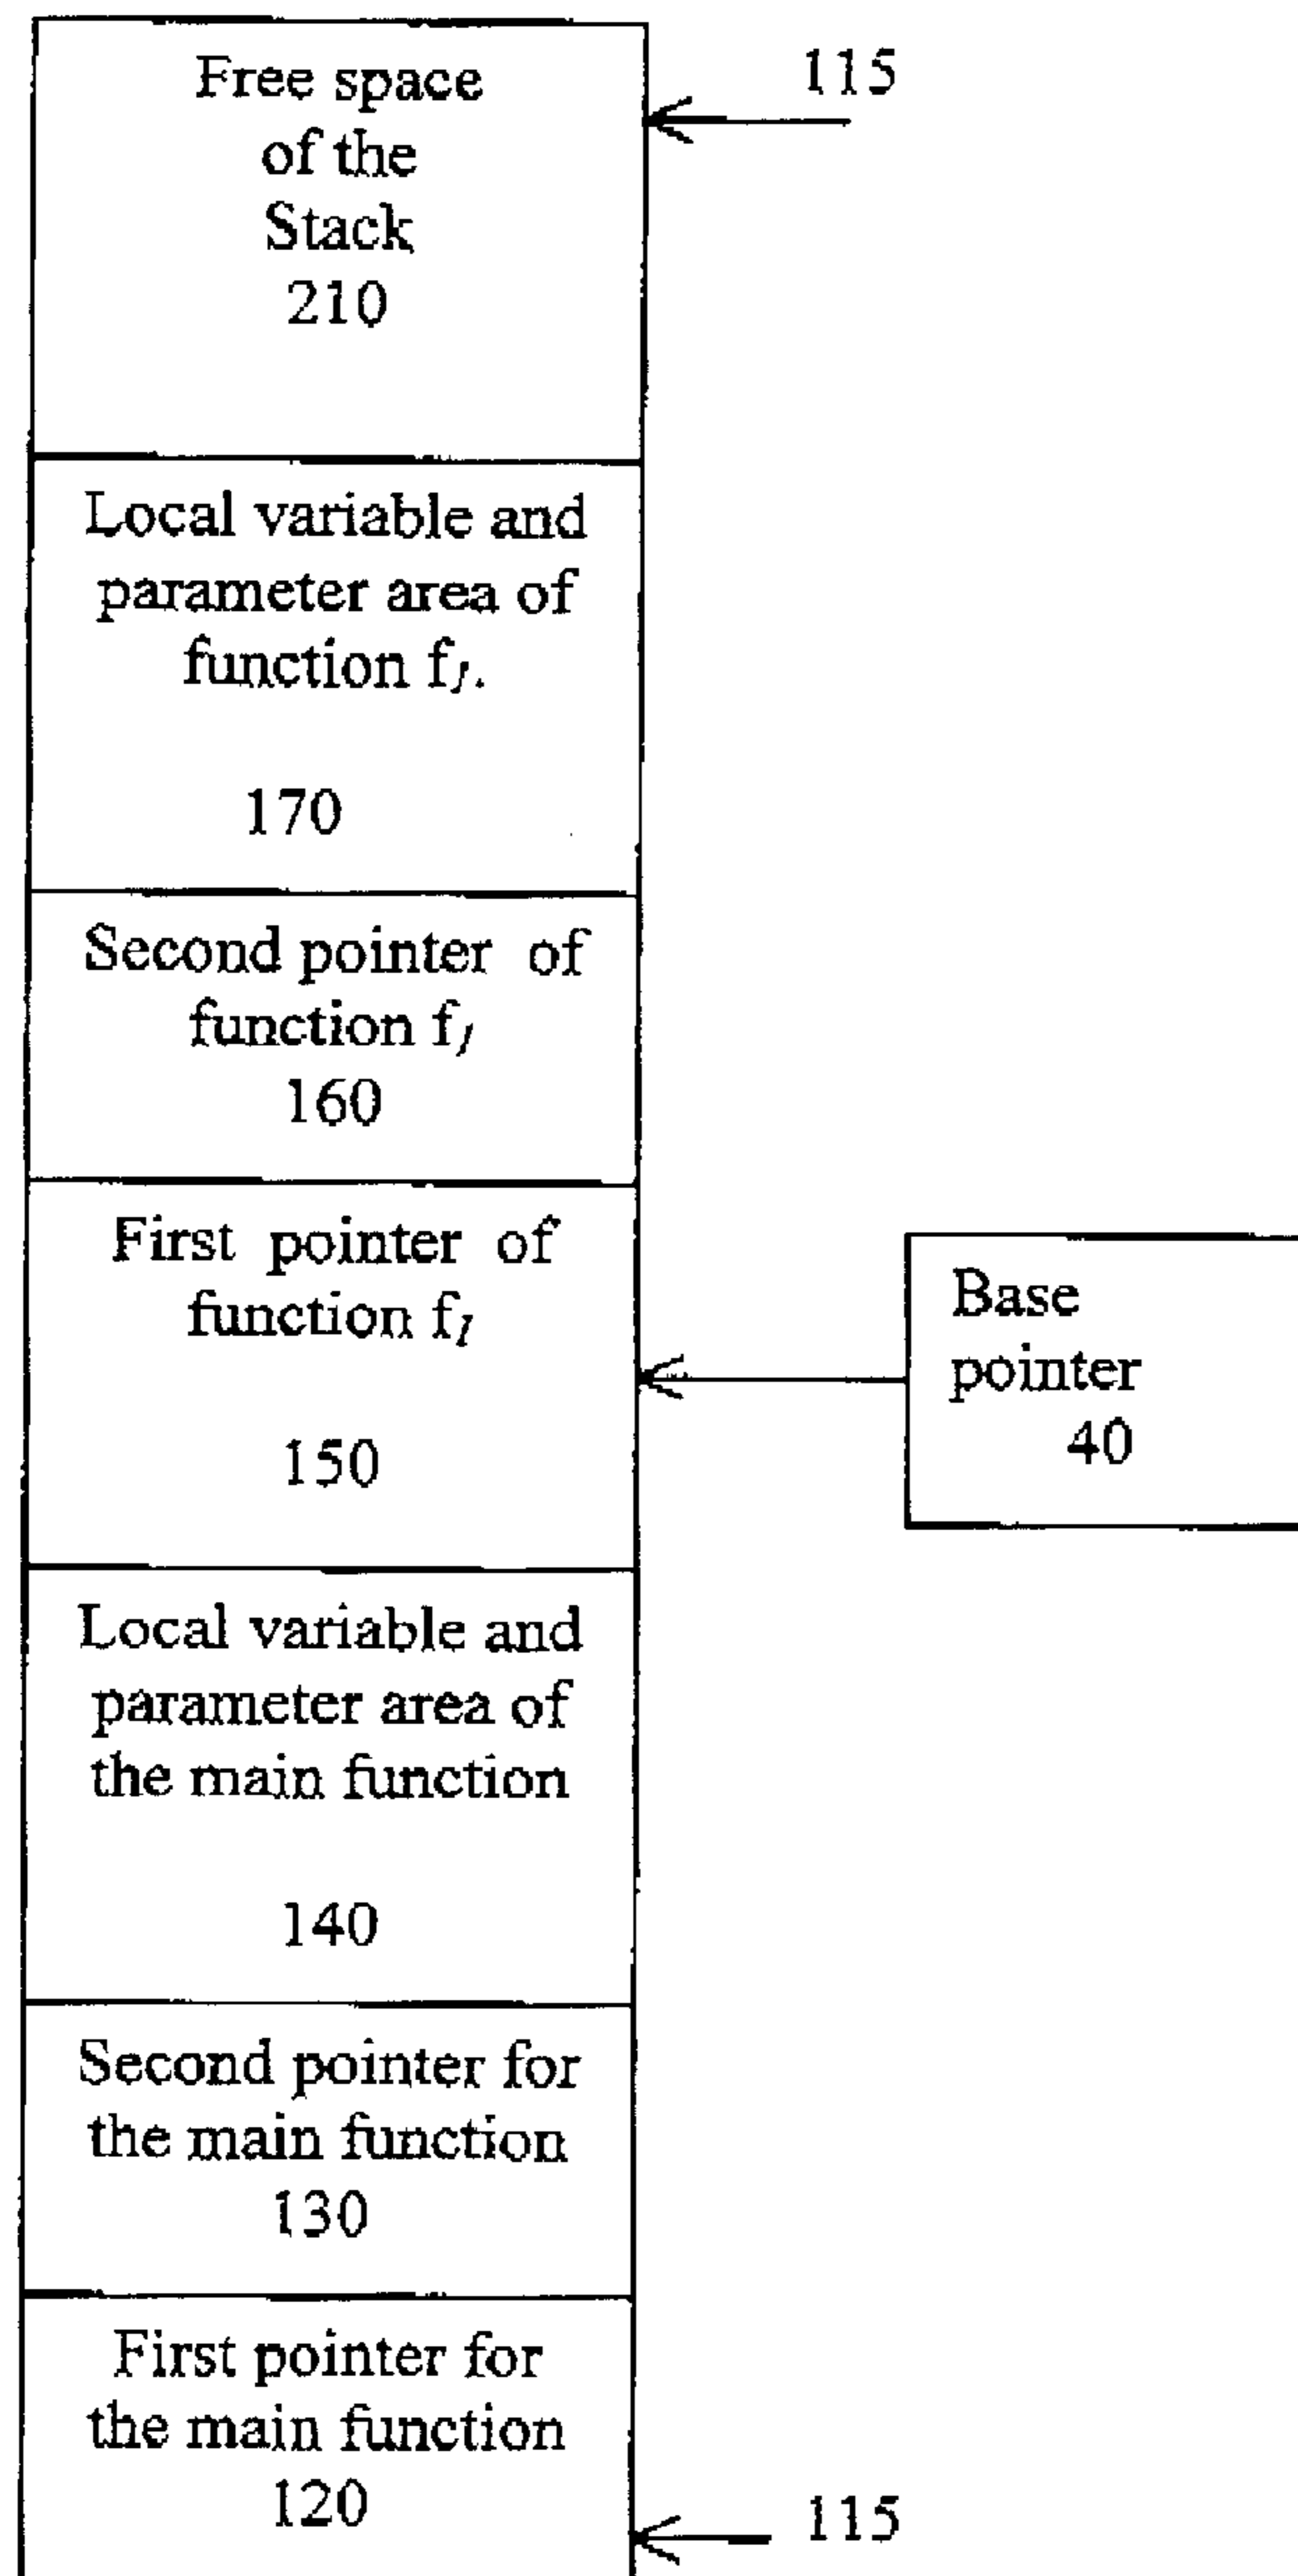 Free space
115
of the
Stack
210
Local variable and
parameter area of
function f₁.
170
Second pointer of
function f₁
160
First pointer of
function f₁
Base
pointer
40
150
Local variable and
parameter area of
the main function
140
Second pointer for
the main function
130
First pointer for
the main function
120
115